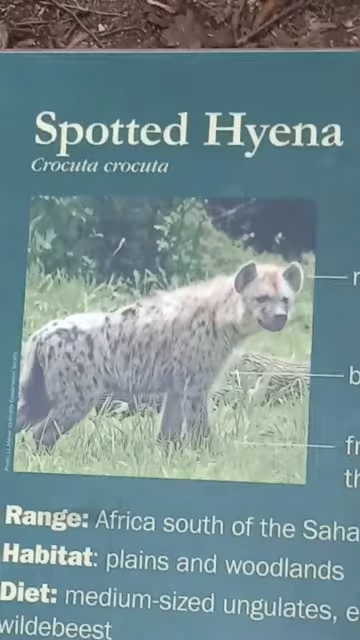 Spotted Hyena
Crocuta crocuta
Range: Africa south of the Saha
Habitat: plains and woodlands
Diet: medium-sized ungulates, e
wildebeest